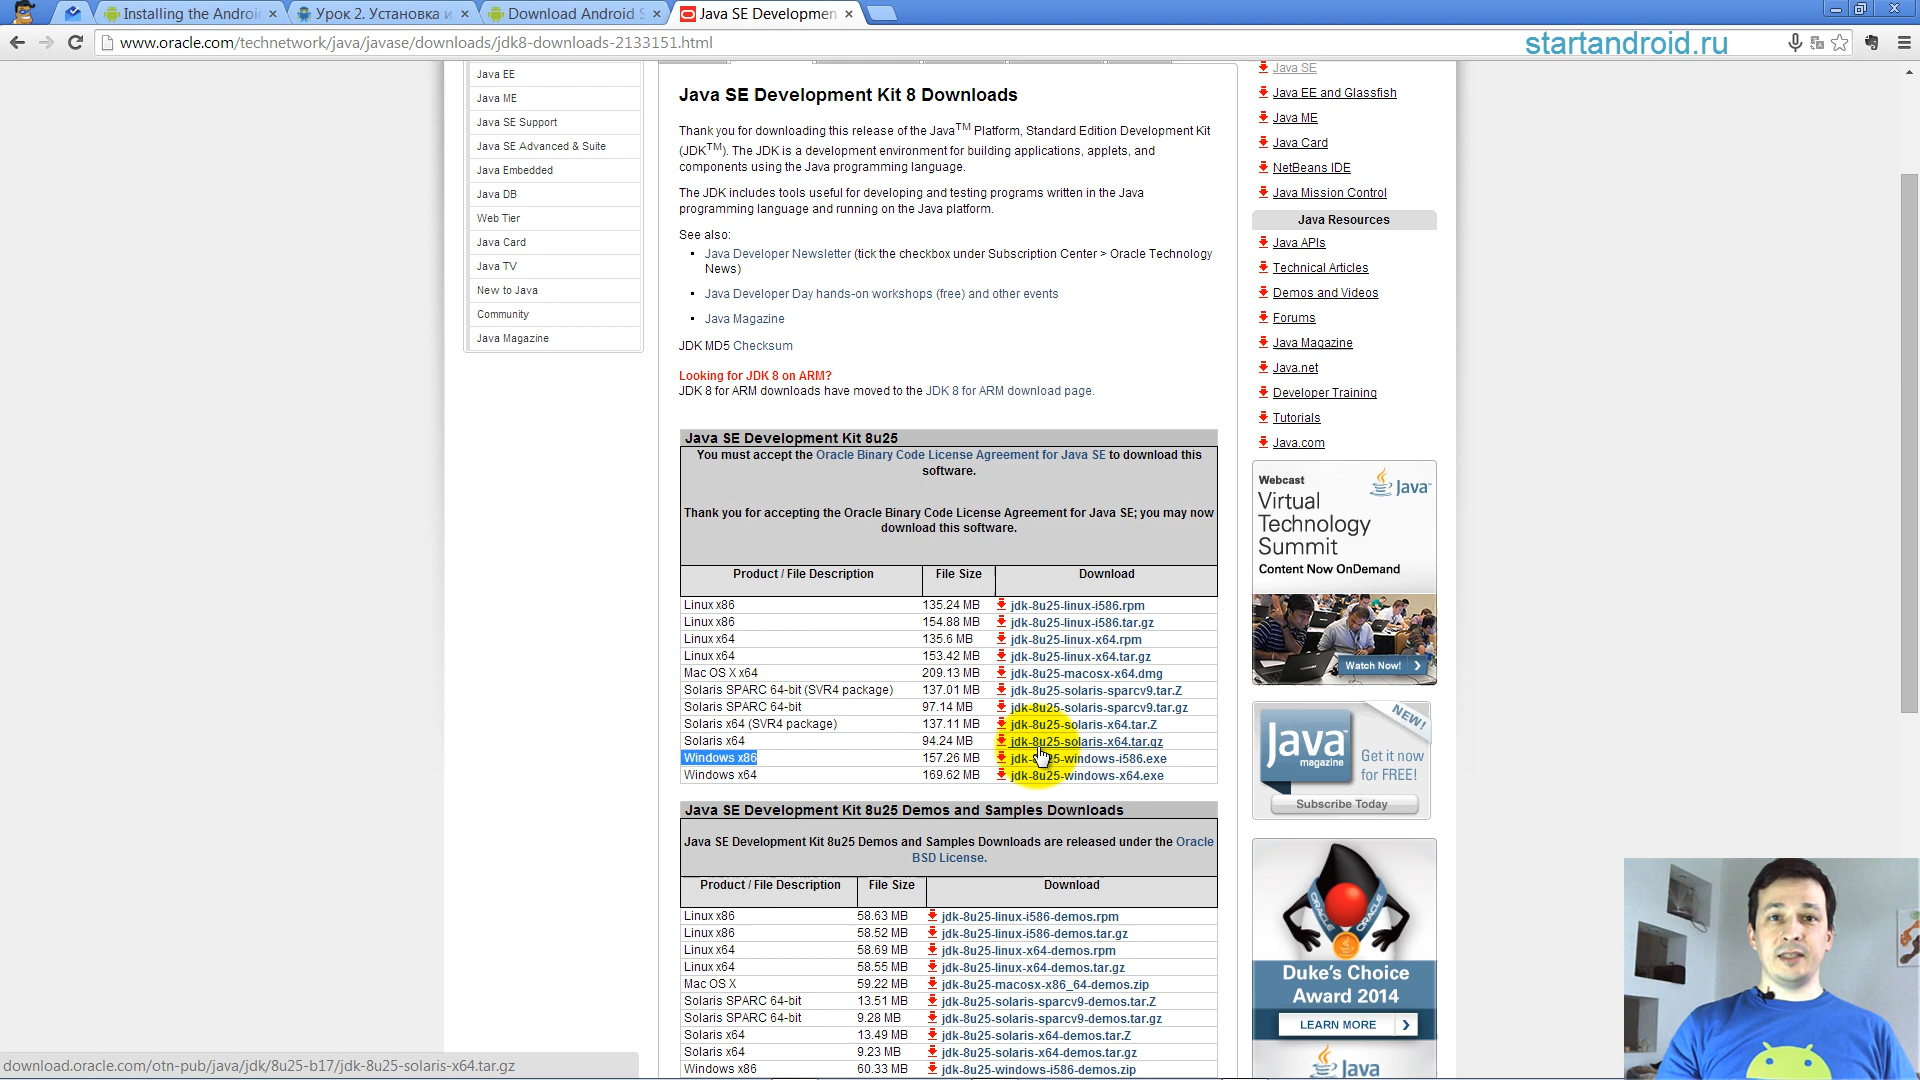 Installing the Androi
Урок 2. Установка и
Download Android S
Java SE Developmen
www.oracle.com/technetwork/java/javase/downloads/jdk8-downloads-2133151.html
startandroid.ru
Java EE
Java ME
Java SE Support
Java SE Advanced & Suite
Java Embedded
Java DB
Web Tier
Java Card
Java TV
New to Java
Community
Java Magazine
Java SE Development Kit 8 Downloads
Thank you for downloading this release of the Java™ Platform, Standard Edition Development Kit
(JDK™). The JDK is a development environment for building applications, applets, and
components using the Java programming language.
The JDK includes tools useful for developing and testing programs written in the Java
programming language and running on the Java platform.
See also:
Java Developer Newsletter (tick the checkbox under Subscription Center > Oracle Technology
News)
Java Developer Day hands-on workshops (free) and other events
Java Magazine
JDK MD5 Checksum
Looking for JDK 8 on ARM?
JDK 8 for ARM downloads have moved to the JDK 8 for ARM download page.
Java SE Development Kit 8u25
You must accept the Oracle Binary Code License Agreement for Java SE to download this
software.
Thank you for accepting the Oracle Binary Code License Agreement for Java SE; you may now
download this software.
Product / File Description File Size Download
Linux x86 135.24 MB jdk-8u25-linux-i586.rpm
Linux x86 154.88 MB jdk-8u25-linux-i586.tar.gz
Linux x64 135.6 MB jdk-8u25-linux-x64.rpm
Linux x64 153.42 MB jdk-8u25-linux-x64.tar.gz
Mac OS X x64 209.13 MB jdk-8u25-macosx-x64.dmg
Solaris SPARC 64-bit (SVR4 package) 137.01 MB jdk-8u25-solaris-sparcv9.tar.Z
Solaris SPARC 64-bit 97.14 MB jdk-8u25-solaris-sparcv9.tar.gz
Solaris x64 (SVR4 package) 137.11 MB jdk-8u25-solaris-x64.tar.Z
Solaris x64 94.24 MB jdk-8u25-solaris-x64.tar.gz
Windows x86 157.26 MB jdk-8u25-windows-i586.exe
Windows x64 169.62 MB jdk-8u25-windows-x64.exe
Java SE Development Kit 8u25 Demos and Samples Downloads
Java SE Development Kit 8u25 Demos and Samples Downloads are released under the Oracle
BSD License.
Product / File Description File Size Download
Linux x86 58.63 MB jdk-8u25-linux-i586-demos.rpm
Linux x86 58.52 MB jdk-8u25-linux-i586-demos.tar.gz
Linux x64 58.69 MB jdk-8u25-linux-x64-demos.rpm
Linux x64 58.55 MB jdk-8u25-linux-x64-demos.tar.gz
Mac OS X 59.22 MB jdk-8u25-macosx-x86_64-demos.zip
Solaris SPARC 64-bit 13.51 MB jdk-8u25-solaris-sparcv9-demos.tar.Z
Solaris SPARC 64-bit 9.28 MB jdk-8u25-solaris-sparcv9-demos.tar.gz
Solaris x64 13.49 MB jdk-8u25-solaris-x64-demos.tar.Z
Solaris x64 9.23 MB jdk-8u25-solaris-x64-demos.tar.gz
Windows x86 60.33 MB jdk-8u25-windows-i586-demos.zip
Java SE
Java EE and Glassfish
Java ME
Java Card
NetBeans IDE
Java Mission Control
Java Resources
Java APIs
Technical Articles
Demos and Videos
Forums
Java Magazine
Java.net
Developer Training
Tutorials
Java.com
Webcast
Java
Virtual
Technology
Summit
Content Now OnDemand
Watch Now!
NEW!
Java
magazine
Get it now
for FREE!
Subscribe Today
ORACLE
Duke's Choice
Award 2014
LEARN MORE
Java
download.oracle.com/otn-pub/java/jdk/8u25-b17/jdk-8u25-solaris-x64.tar.gz